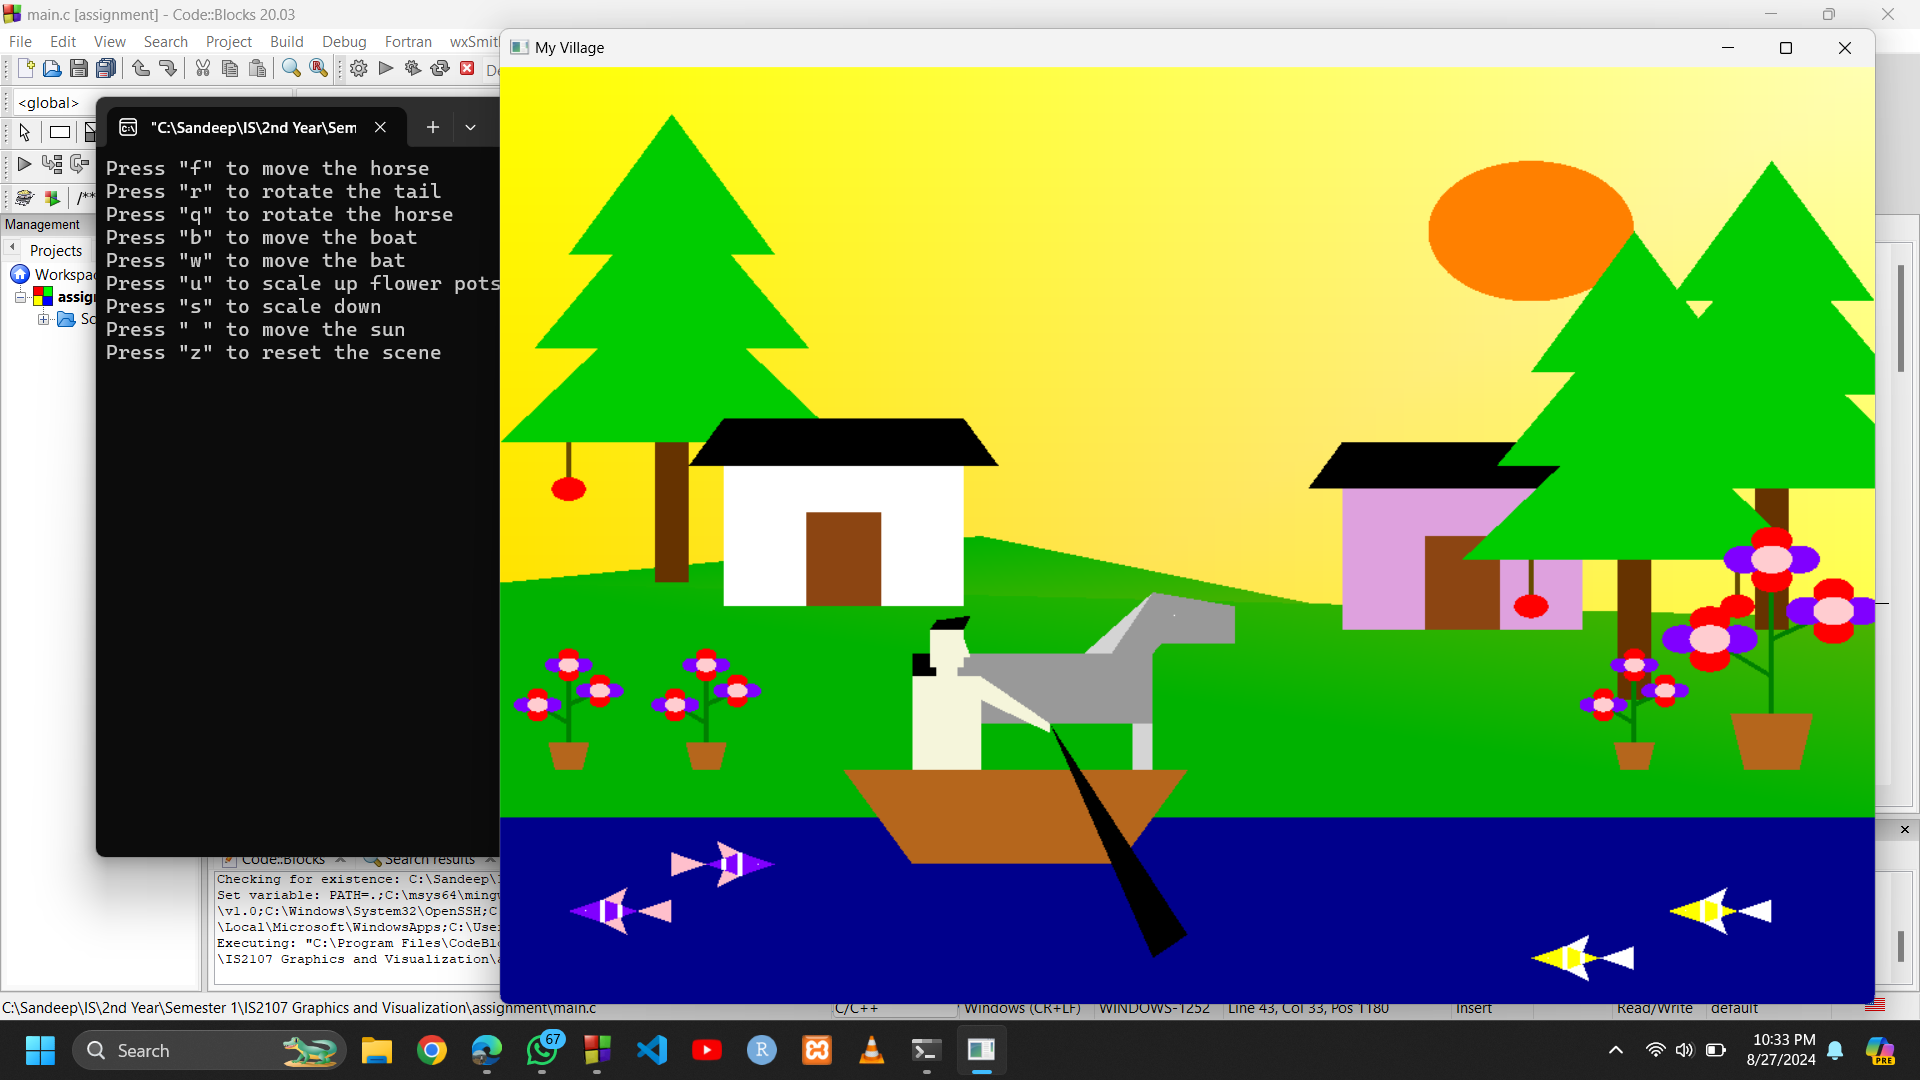 main.c [assignment] - Code::Blocks 20.03
File Edit View Search Project Build Debug Fortran
My Village
<global>
"C:\Sandeep\IS\2nd Year\Sem
Press "f" to move the horse
Press "r" to rotate the tail
Press "q" to rotate the horse
Press "b" to move the boat
Press "w" to move the bat
Press "u" to scale up flower pots
Press "s" to scale down
Press " " to move the sun
Press "z" to reset the scene
/**
Management
Projects
Code::Blocks Search results
Checking for existence: C:\Sandeep\
Set variable: PATH=.;C:\msys64\ming
\v1.0;C:\Windows\System32\OpenSSH;C
\Local\Microsoft\WindowsApps;C:\Use
Executing: "C:\Program Files\CodeBl
\IS2107 Graphics and Visualization\
C:\Sandeep\IS\2nd Year\Semester 1\IS2107 Graphics and Visualization\assignment\main.c C/C++ Windows (CR+LF) WINDOWS-1252 Line 43, Col 33, Pos 1180 Insert Read/Write default
Search
67
10:33 PM
8/27/2024
PRE